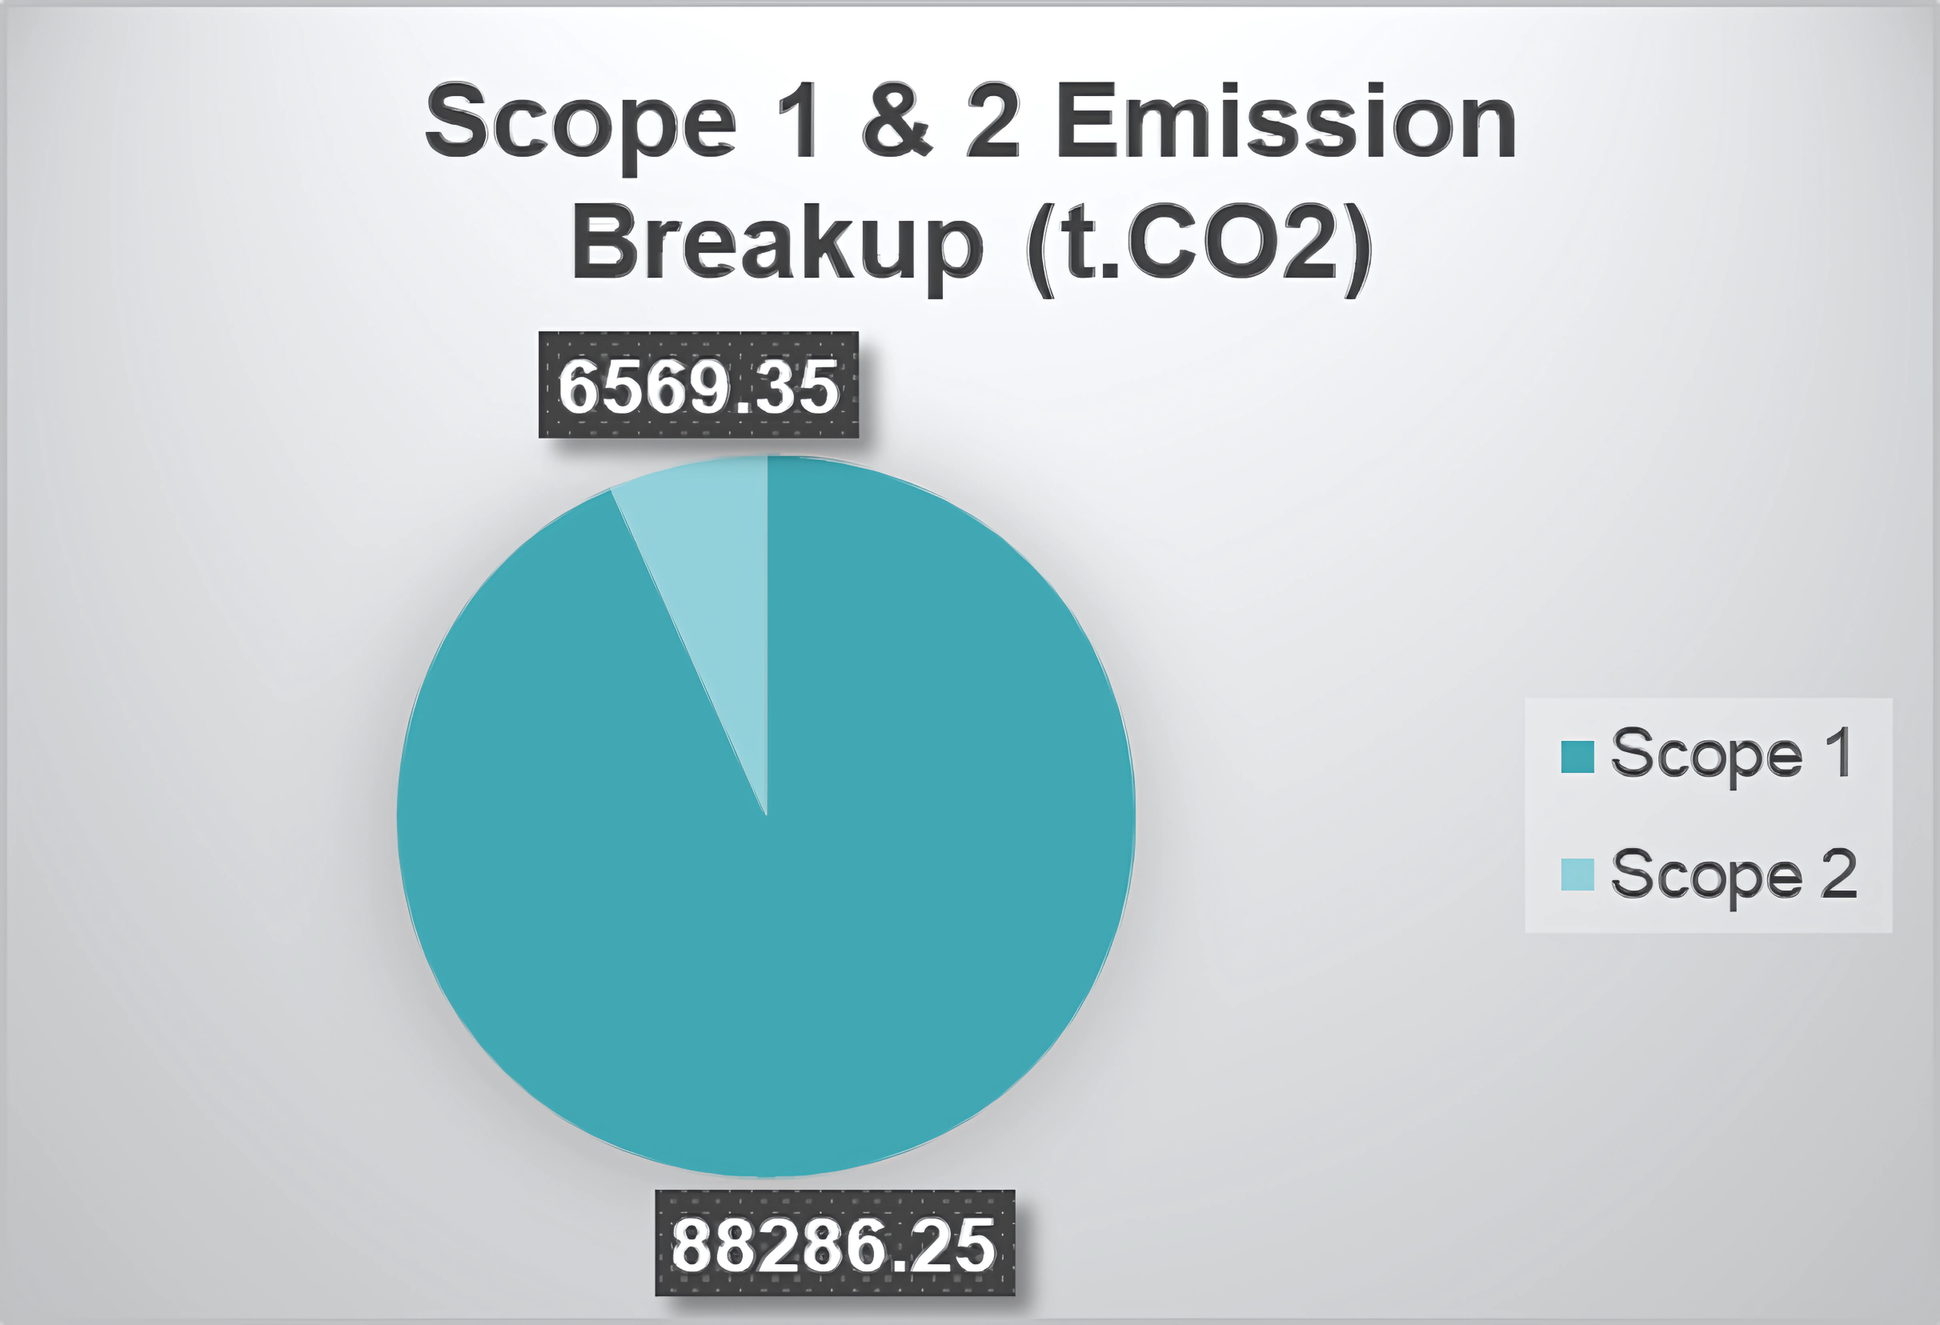 Scope 1 & 2 Emission
Breakup (t.CO2)
6569.35
Scope 1
Scope 2
88286.25